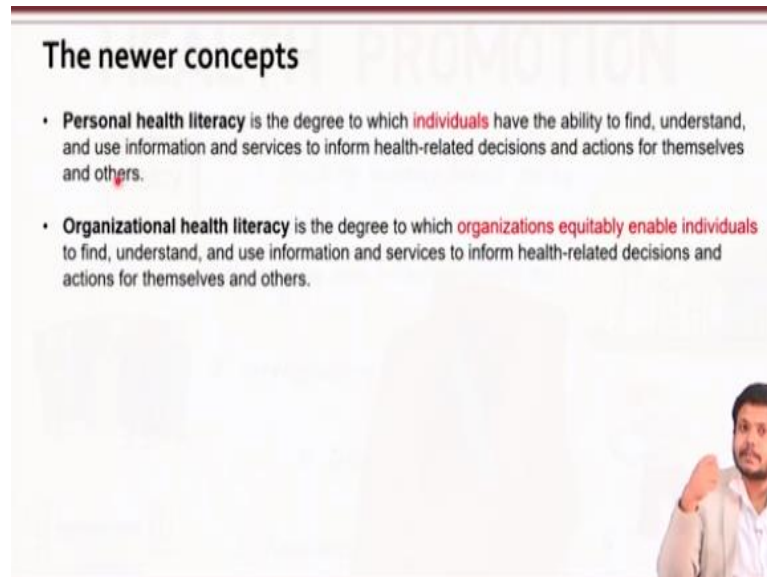 HEALTH PROMOTION
The newer concepts
• Personal health literacy is the degree to which individuals have the ability to find, understand,
and use information and services to inform health-related decisions and actions for themselves
and others.
• Organizational health literacy is the degree to which organizations equitably enable individuals
to find, understand, and use information and services to inform health-related decisions and
actions for themselves and others.